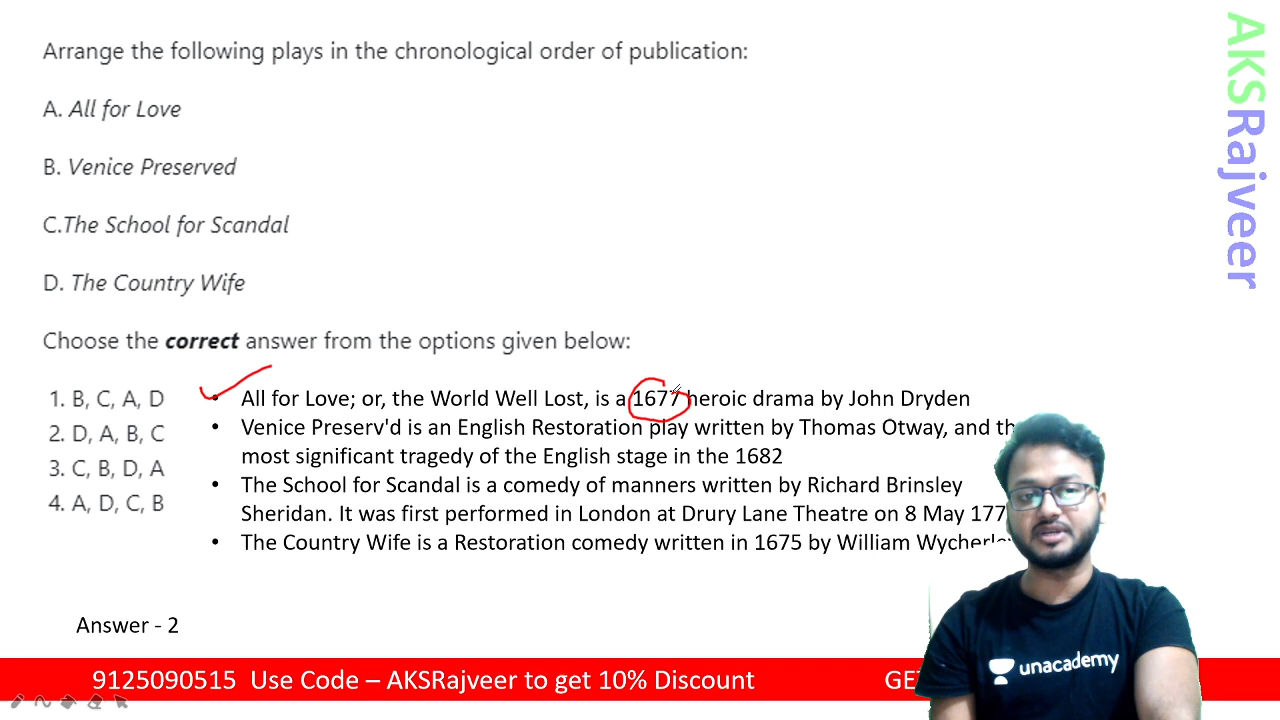 Arrange the following plays in the chronological order of publication:
A. All for Love
B. Venice Preserved
C.The School for Scandal
D. The Country Wife
Choose the correct answer from the options given below:
1. B, C, A, D
2. D, A, B, C
3. C, B, D, A
4. A, D, C, B
• All for Love; or, the World Well Lost, is a 1677 heroic drama by John Dryden
• Venice Preserv'd is an English Restoration play written by Thomas Otway, and
most significant tragedy of the English stage in the 1682
• The School for Scandal is a comedy of manners written by Richard Brinsley
Sheridan. It was first performed in London at Drury Lane Theatre on 8 May
• The Country Wife is a Restoration comedy written in 1675 by William
Answer - 2
9125090515 Use Code – AKSRajveer to get 10% Discount
AKSRajveer
unacademy